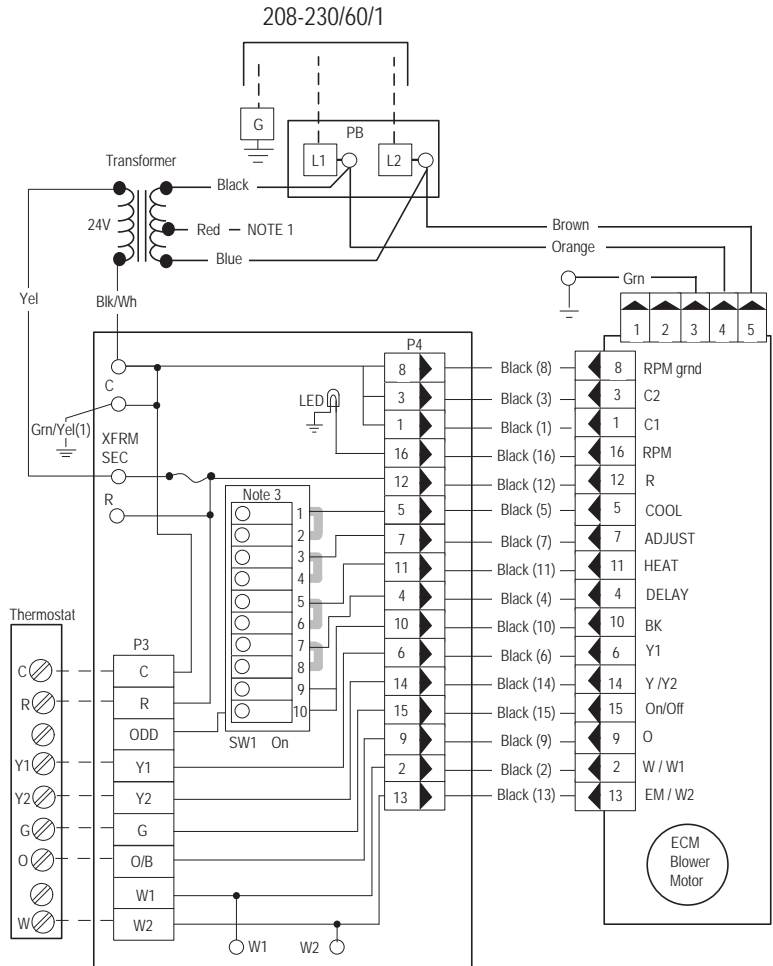 208-230/60/1
G
PB
L1
L2
Transformer
24V
Black
Red – NOTE 1
Blue
Brown
Orange
Grn
Yel
Blk/Wh
1 2 3 4 5
C
Grn/Yel(1)
XFRM
SEC
R
LED
P4
8 Black (8) 8 RPM grnd
3 Black (3) 3 C2
1 Black (1) 1 C1
16 Black (16) 16 RPM
12 Black (12) 12 R
5 Black (5) 5 COOL
7 Black (7) 7 ADJUST
11 Black (11) 11 HEAT
4 Black (4) 4 DELAY
10 Black (10) 10 BK
6 Black (6) 6 Y1
14 Black (14) 14 Y /Y2
15 Black (15) 15 On/Off
9 Black (9) 9 O
2 Black (2) 2 W / W1
13 Black (13) 13 EM / W2
Note 3
1
2
3
4
5
6
7
8
9
10
SW1 On
Thermostat
C
R
Y1
Y2
G
O
W
P3
C
R
ODD
Y1
Y2
G
O/B
W1
W2
W1
W2
ECM
Blower
Motor